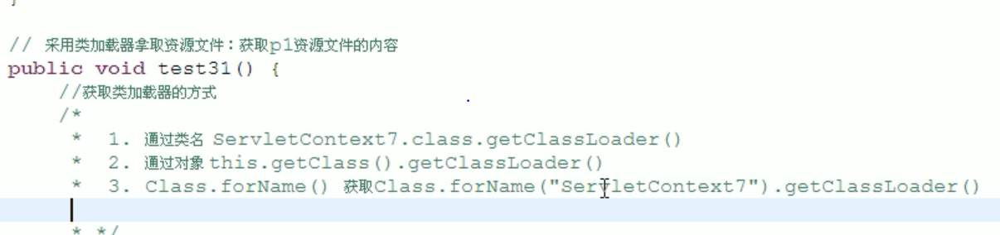 }
// 采用类加载器拿取资源文件：获取p1资源文件的内容
public void test31() {
//获取类加载器的方式
/*
* 1. 通过类名 ServletContext7.class.getClassLoader()
* 2. 通过对象 this.getClass().getClassLoader()
* 3. Class.forName() 获取Class.forName("ServletContext7").getClassLoader()
* */